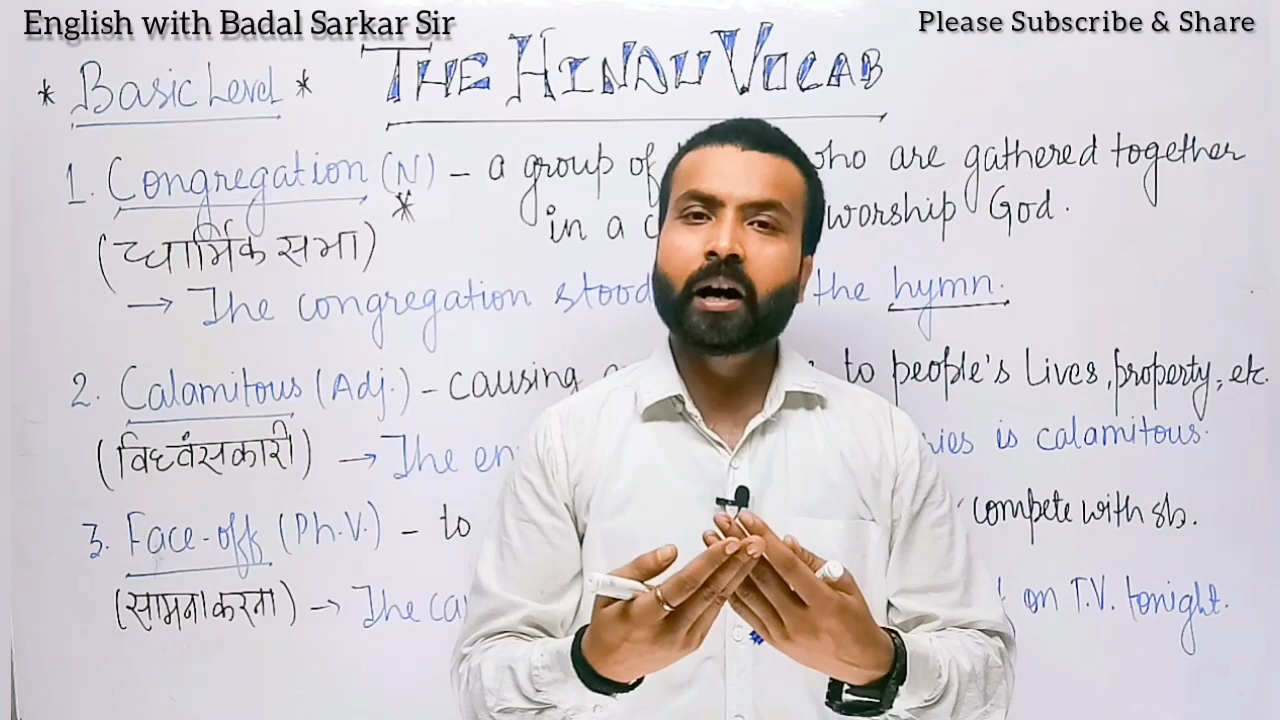 English with Badal Sarkar Sir
Please Subscribe & Share
* Basic Level *
THE HINDU VOCAB
1. Congregation (N) – a group of who are gathered together
* in a worship God.
(धार्मिक सभा)
→ The congregation stood the hymn.
2. Calamitous (Adj.) – causing to people's lives, property, etc.
(विध्वंसकारी) → The is calamitous.
3. Face-off (Ph.V.) – to compete with sb.
(सामना करना) → The on T.V. tonight.